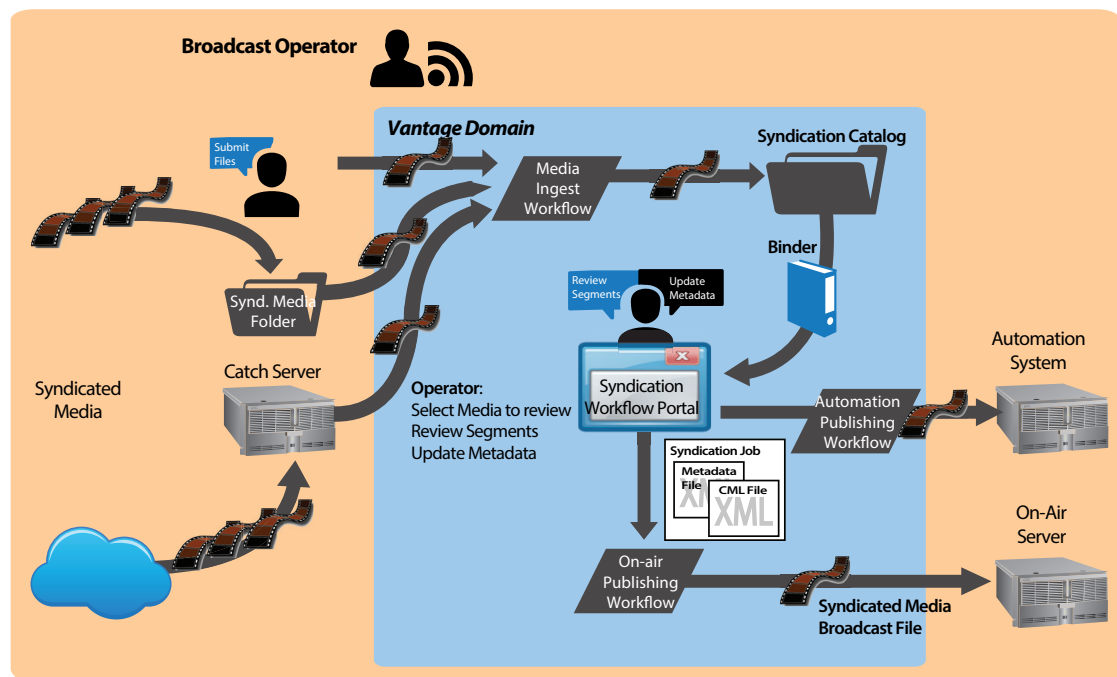 Broadcast Operator
Vantage Domain
Submit
Files
Media
Ingest
Workflow
Syndication Catalog
Binder
Review
Segments
Update
Metadata
Synd. Media
Folder
Syndicated
Media
Catch Server
Operator:
Select Media to review
Review Segments
Update Metadata
Syndication
Workflow Portal
Automation
Publishing
Workflow
Automation
System
Syndication Job
Metadata
File
XML
CML File
XML
On-air
Publishing
Workflow
Syndicated Media
Broadcast File
On-Air
Server